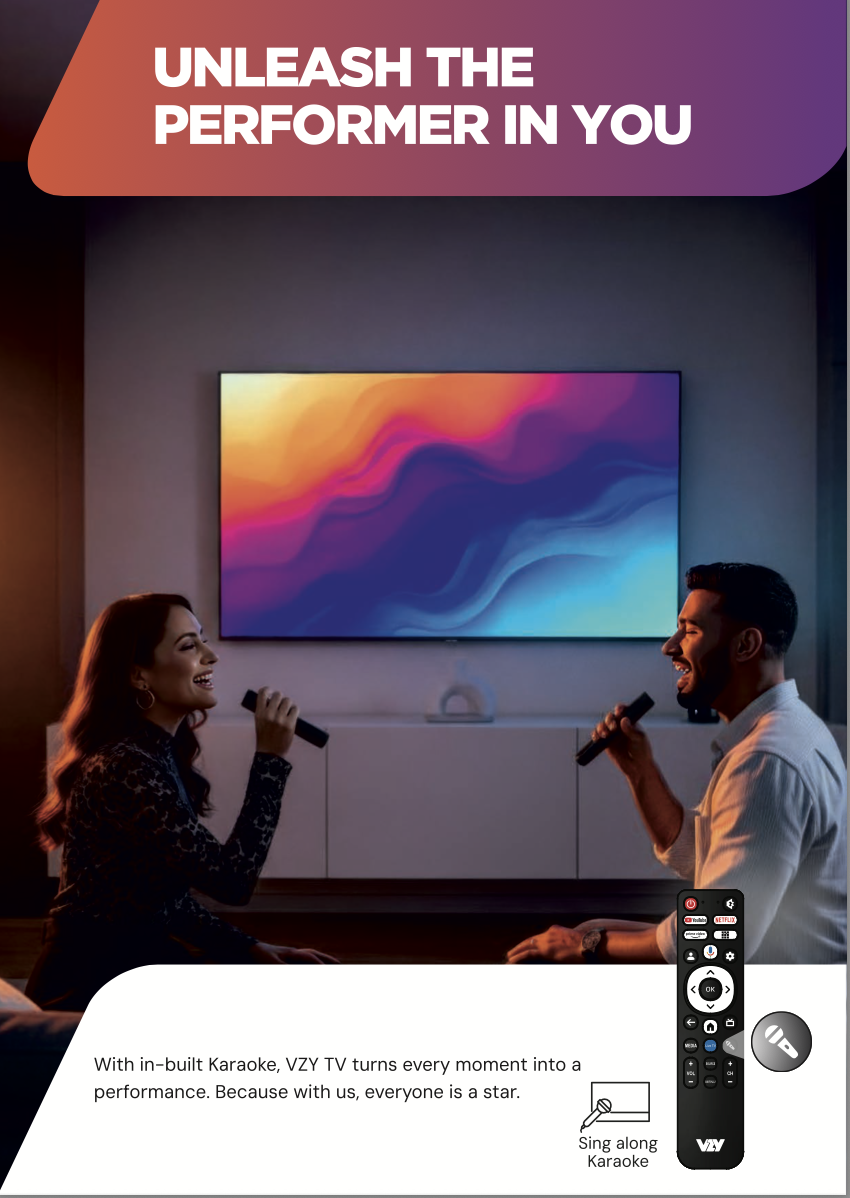 UNLEASH THE
PERFORMER IN YOU
With in-built Karaoke, VZY TV turns every moment into a
performance. Because with us, everyone is a star.
Sing along
Karaoke
YouTube NETFLIX
prime video
OK
MEDIA
VOL
CH
VZY